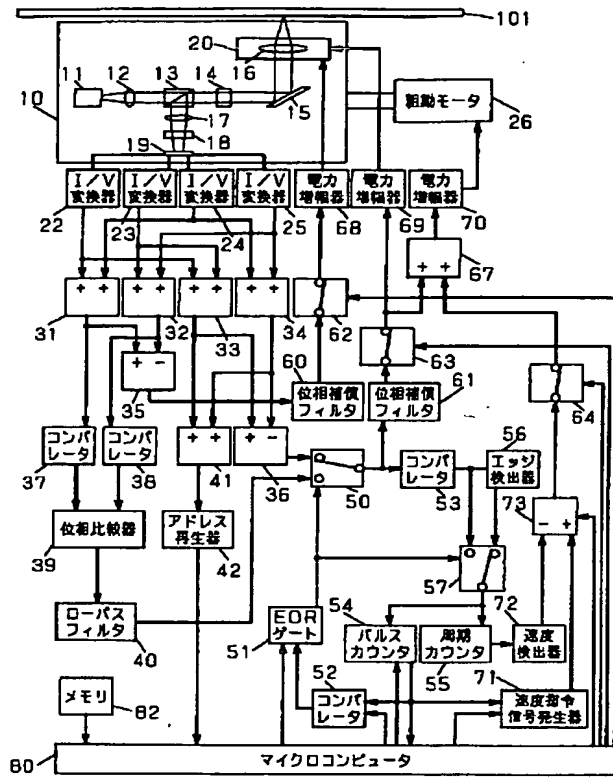 101
20
16
11
12
13
14
15
10
17
18
19
粗動モータ
26
I/V
変換器
I/V
変換器
I/V
変換器
I/V
変換器
電力
増幅器
電力
増幅器
電力
増幅器
22
23
24
25
68
69
70
+ +
67
+ +
+ +
+ +
+ +
31
32
33
34
62
63
64
+ -
35
60
位相補償
フィルタ
位相補償
フィルタ
61
コンパ
レータ
コンパ
レータ
37
38
+ +
41
+ -
36
50
コンパ
レータ
53
56
エッジ
検出器
73
- +
位相比較器
39
アドレス
再生器
42
57
ローパス
フィルタ
40
51
EOR
ゲート
54
パルス
カウンタ
周期
カウンタ
55
72
速度
検出器
71
速度指令
信号発生器
52
コンパ
レータ
メモリ
82
80
マイクロコンピュータ